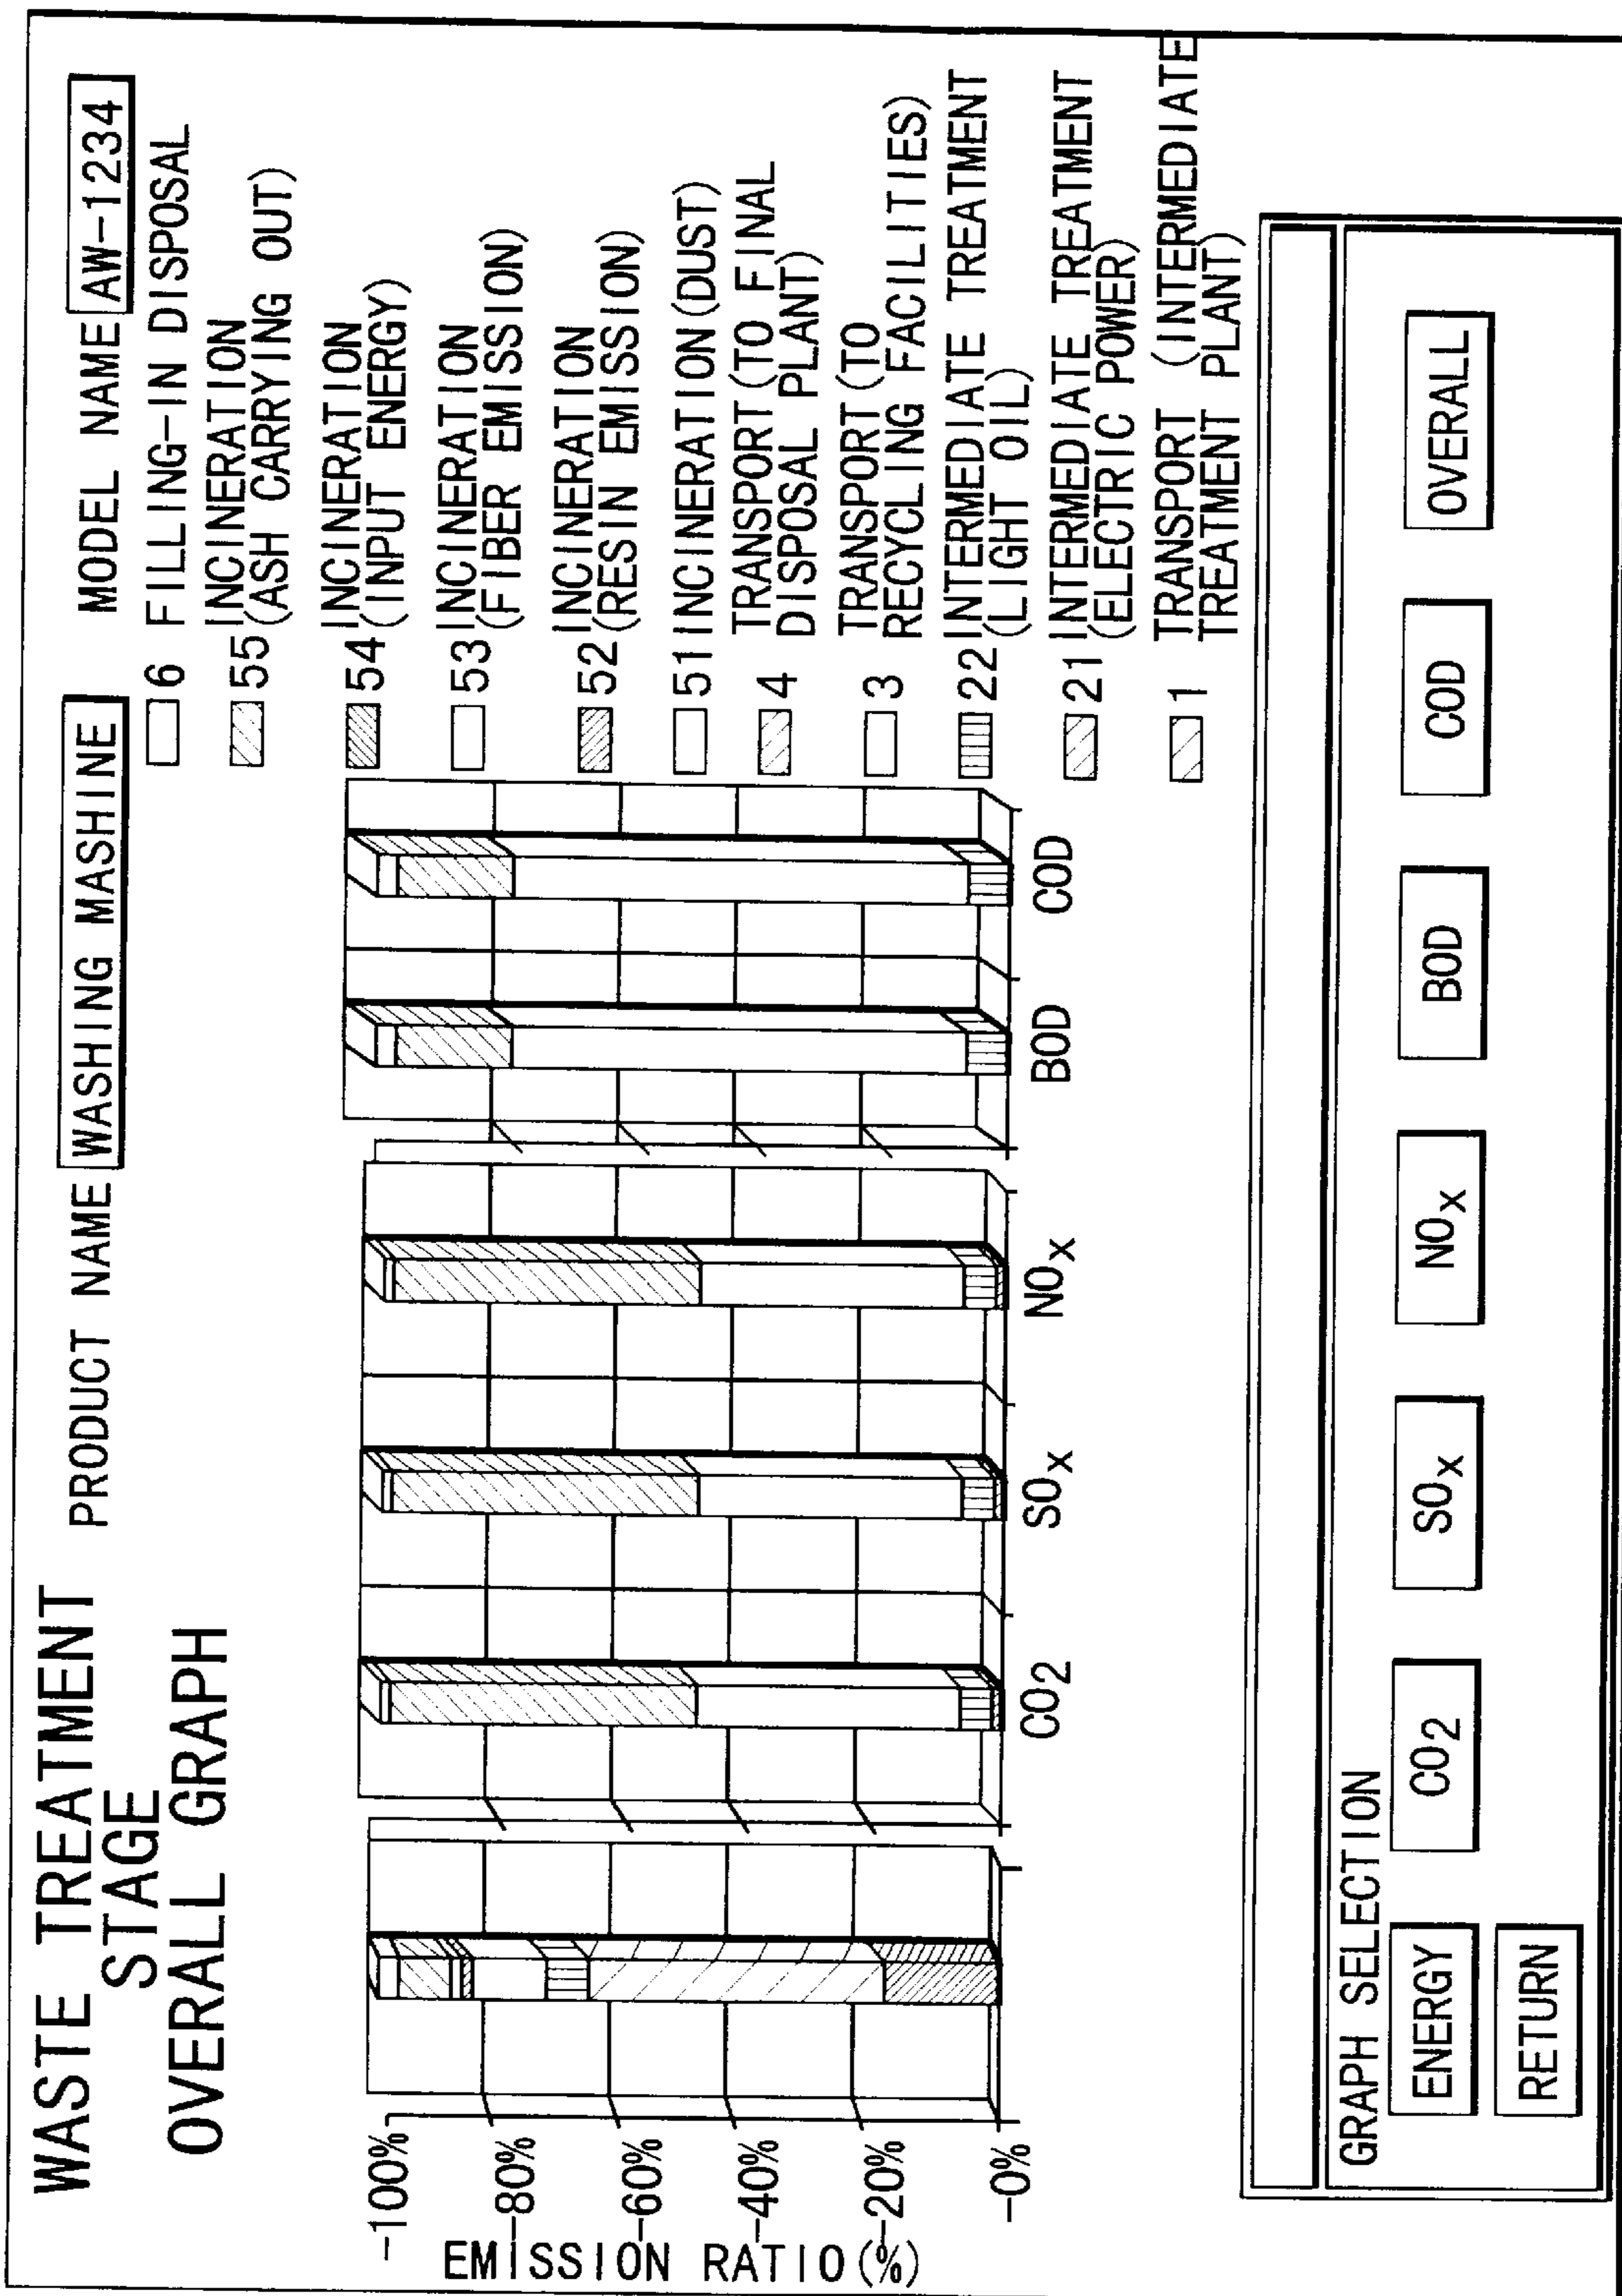 WASTE TREATMENT
STAGE
OVERALL GRAPH
PRODUCT NAME WASHING MASHINE MODEL NAME AW-1234
-100%
-80%
-60%
-40%
-20%
-0%
EMISSION RATIO(%)
CO2
SOX
NOX
BOD
COD
6 FILLING-IN DISPOSAL
55 INCINERATION
(ASH CARRYING OUT)
54 INCINERATION
(INPUT ENERGY)
53 INCINERATION
(FIBER EMISSION)
52 INCINERATION
(RESIN EMISSION)
51 INCINERATION(DUST)
4 TRANSPORT(TO FINAL
DISPOSAL PLANT)
3 TRANSPORT(TO
RECYCLING FACILITIES)
22 INTERMEDIATE TREATMENT
(LIGHT OIL)
21 INTERMEDIATE TREATMENT
(ELECTRIC POWER)
1 TRANSPORT (INTERMEDIATE
TREATMENT PLANT)
GRAPH SELECTION
ENERGY CO2 SOX NOX BOD COD OVERALL
RETURN